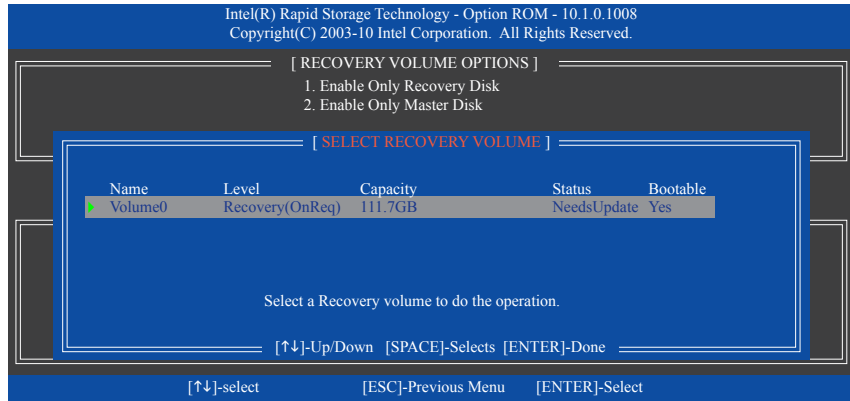 Intel(R) Rapid Storage Technology - Option ROM - 10.1.0.1008
Copyright(C) 2003-10 Intel Corporation.  All Rights Reserved.
[ RECOVERY VOLUME OPTIONS ]
1. Enable Only Recovery Disk
2. Enable Only Master Disk
[ SELECT RECOVERY VOLUME ]
Name Level Capacity Status Bootable
Volume0 Recovery(OnReq) 111.7GB NeedsUpdate Yes
Select a Recovery volume to do the operation.
[↑↓]-Up/Down [SPACE]-Selects [ENTER]-Done
[↑↓]-select [ESC]-Previous Menu [ENTER]-Select